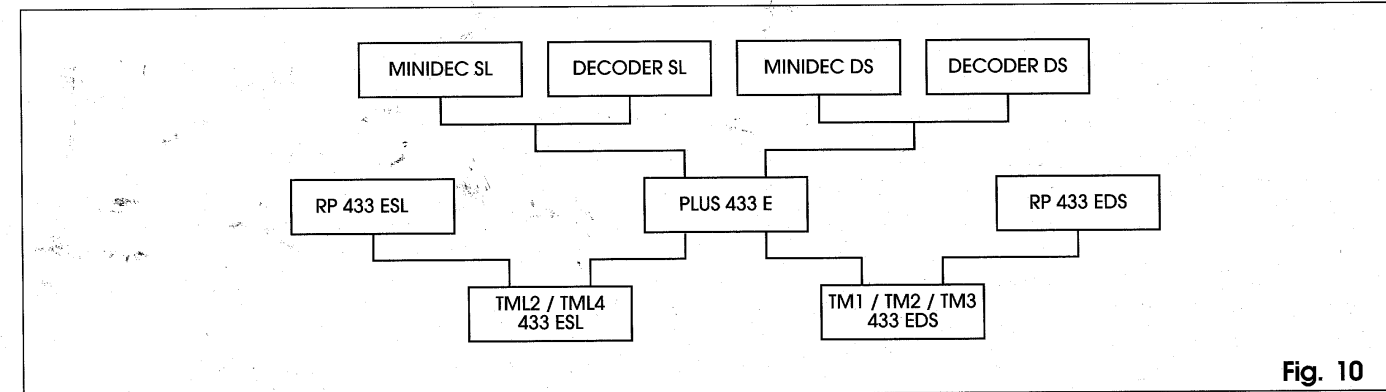 MINIDEC SL
DECODER SL
MINIDEC DS
DECODER DS
RP 433 ESL
PLUS 433 E
RP 433 EDS
TML2 / TML4
433 ESL
TM1 / TM2 / TM3
433 EDS
Fig. 10